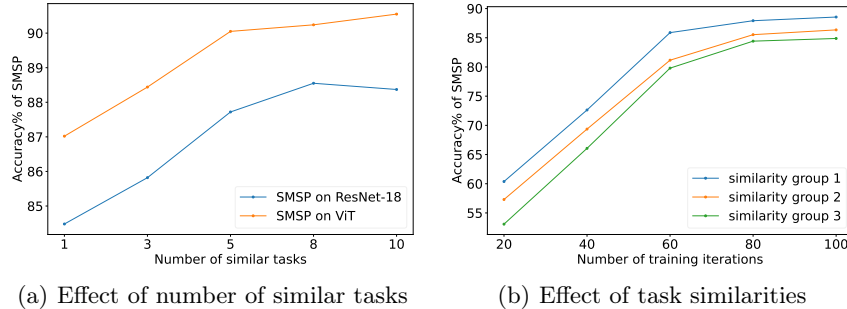 Accuracy% of SMSP
90
89
88
87
86
85
1 3 5 8 10
Number of similar tasks
SMSP on ResNet-18
SMSP on ViT
(a) Effect of number of similar tasks
Accuracy% of SMSP
90
85
80
75
70
65
60
55
20 40 60 80 100
Number of training iterations
similarity group 1
similarity group 2
similarity group 3
(b) Effect of task similarities